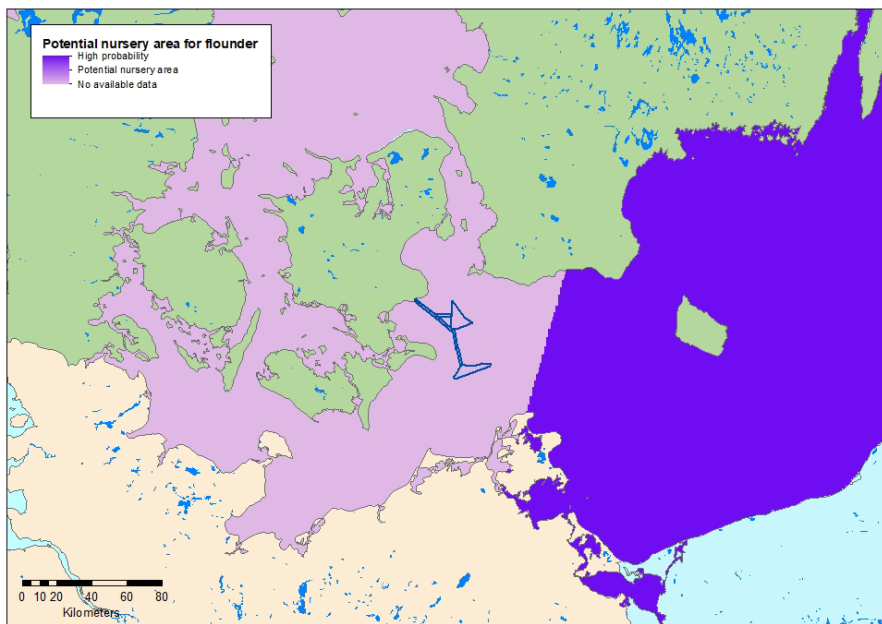 Potential nursery area for flounder
High probability
Potential nursery area
No available data
0 10 20 40 60 80
Kilometers